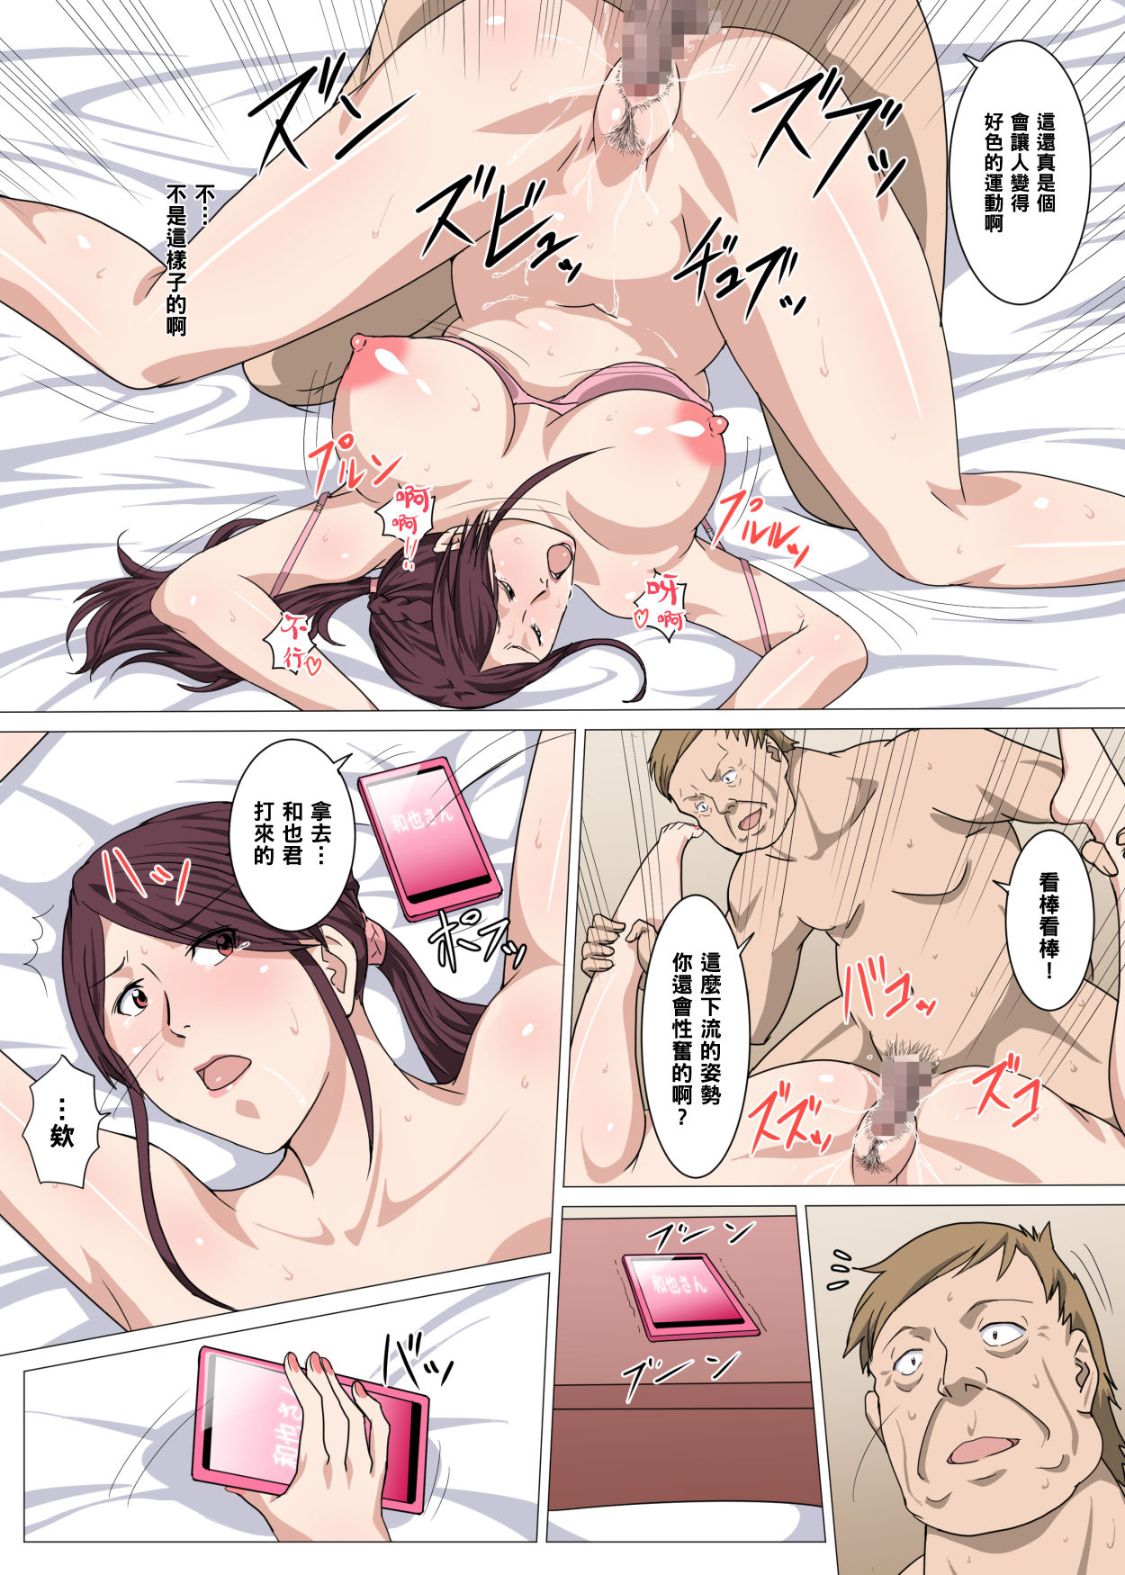 這還真是個
會讓人變得
好色的運動啊
ズブッ
ズン
ヂュブッ
ズビュッ
不…
不是這樣子的啊
プルルルッ
プルン
呀啊♡
啊啊!!
不行♡
看棒看棒！
這麼下流的姿勢
你還會性奮的啊？
バコッ
ズコ
ズズッ
ブーン
和也さん
ブーン
拿去…
和也君
打來的
和也さん
ポフッ
ハッ
…欸
バッ
和也さん